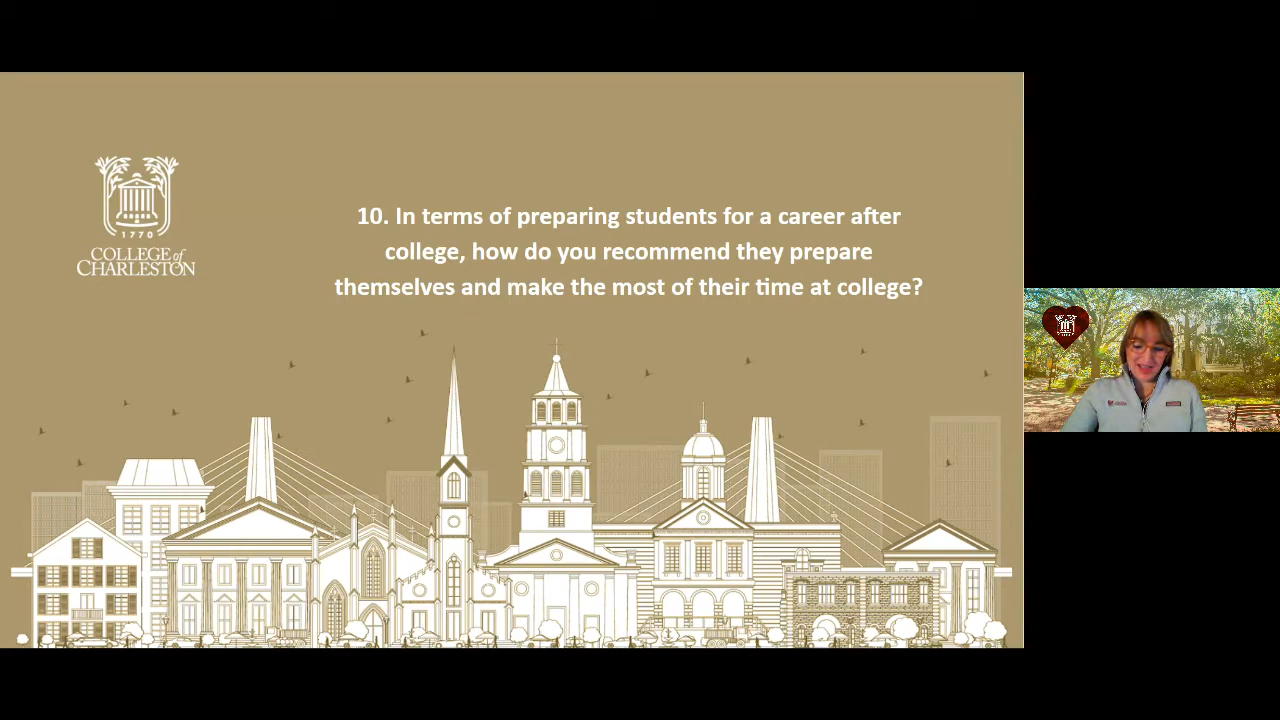 10. In terms of preparing students for a career after
college, how do you recommend they prepare
themselves and make the most of their time at college?
1770
COLLEGE of
CHARLESTON